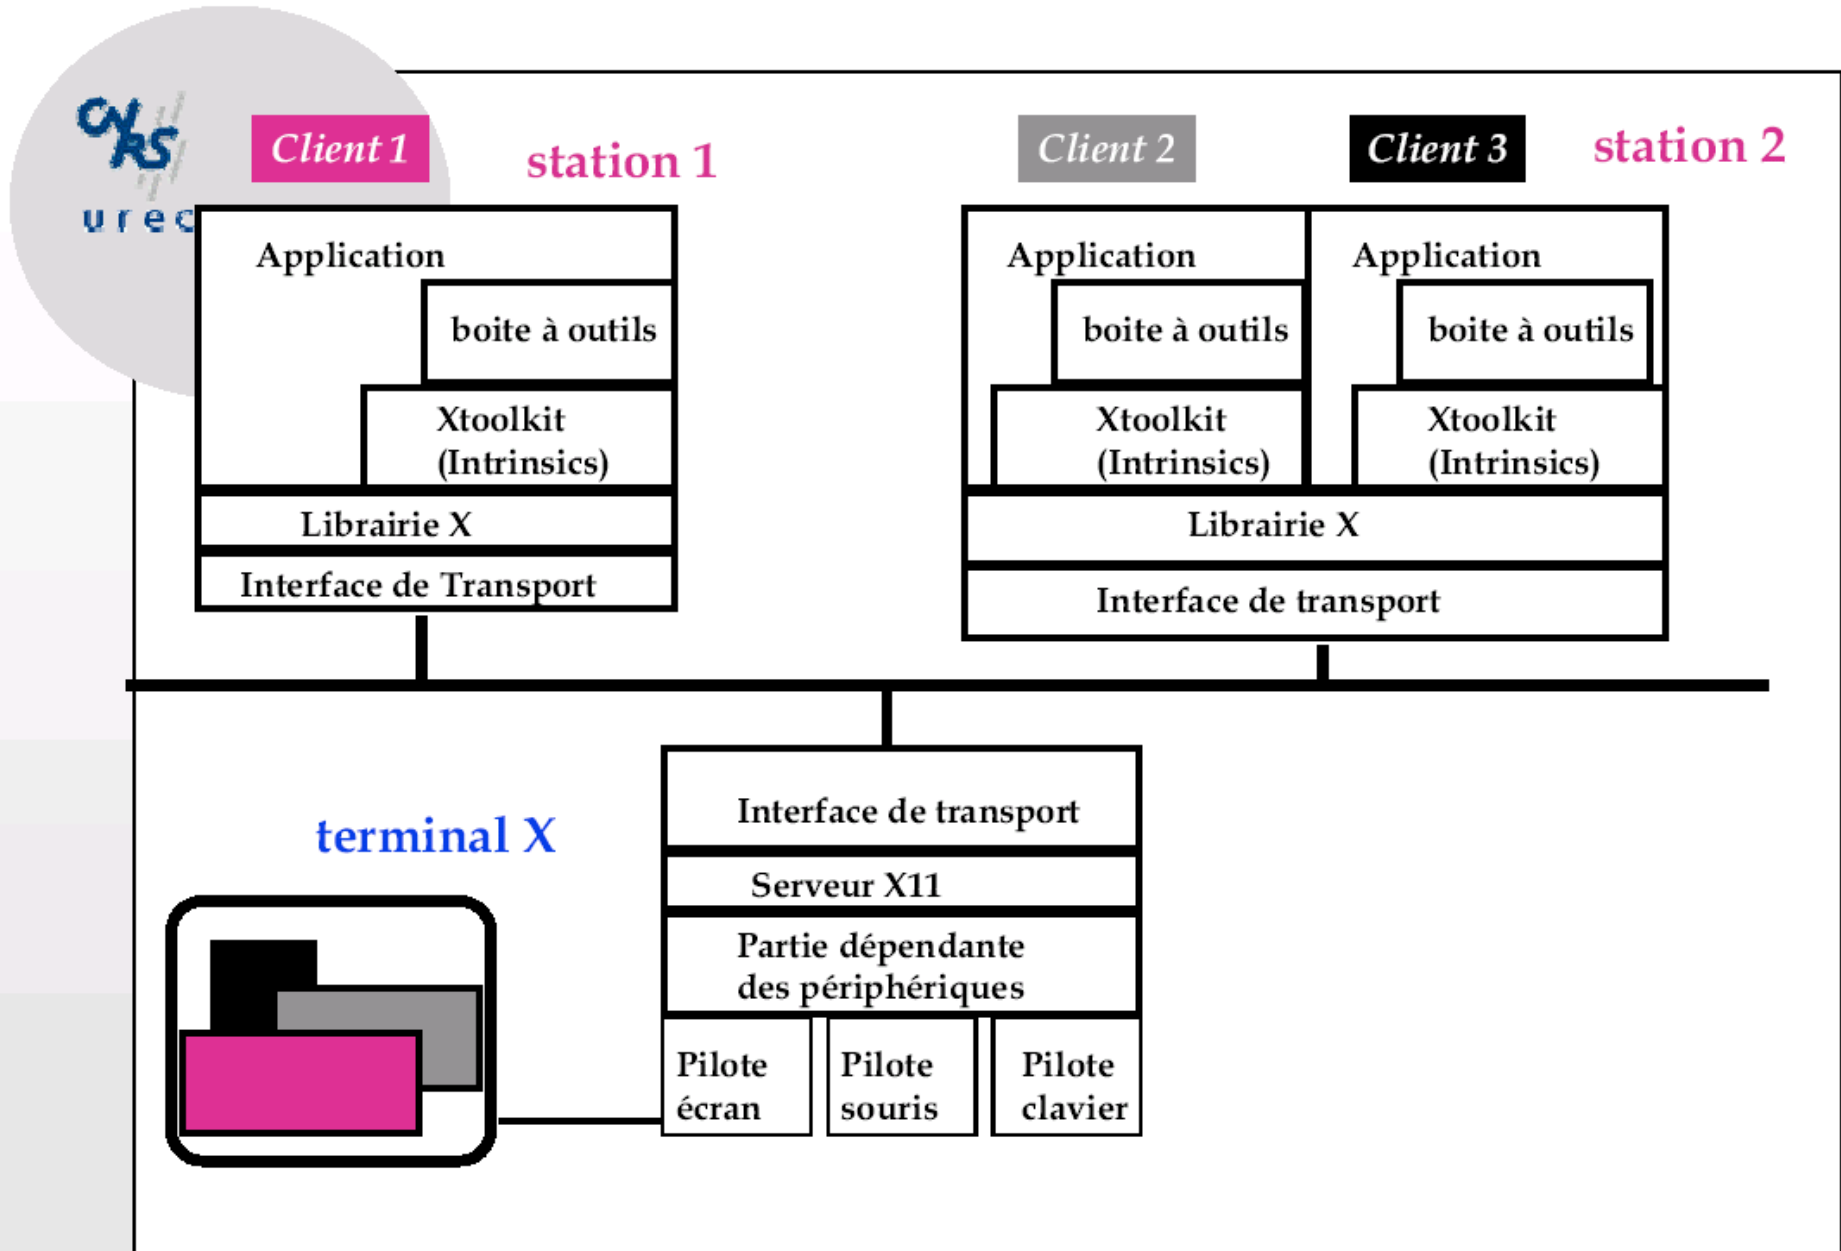 CNRS
urec
Client 1
station 1
Client 2
Client 3
station 2
Application
boite à outils
Xtoolkit
(Intrinsics)
Librairie X
Interface de Transport
Application
boite à outils
Xtoolkit
(Intrinsics)
Application
boite à outils
Xtoolkit
(Intrinsics)
Librairie X
Interface de transport
terminal X
Interface de transport
Serveur X11
Partie dépendante
des périphériques
Pilote
écran
Pilote
souris
Pilote
clavier